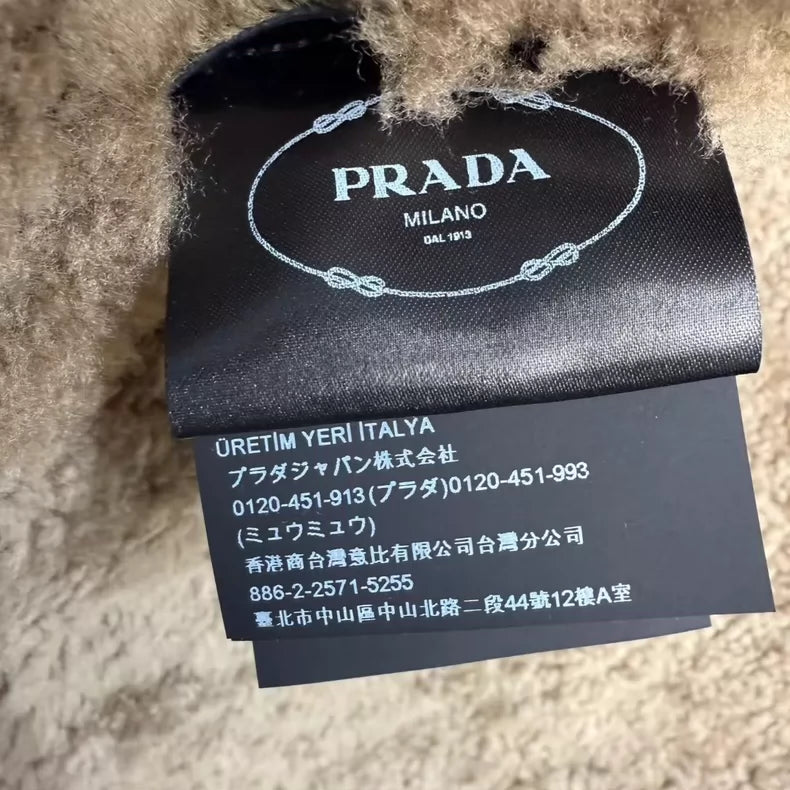 PRADA
MILANO
DAL 1913
ÜRETİM YERİ İTALYA
プラダジャパン株式会社
0120-451-913(プラダ)0120-451-993
(ミュウミュウ)
香港商台灣意比有限公司台灣分公司
886-2-2571-5255
臺北市中山區中山北路二段44號12樓A室